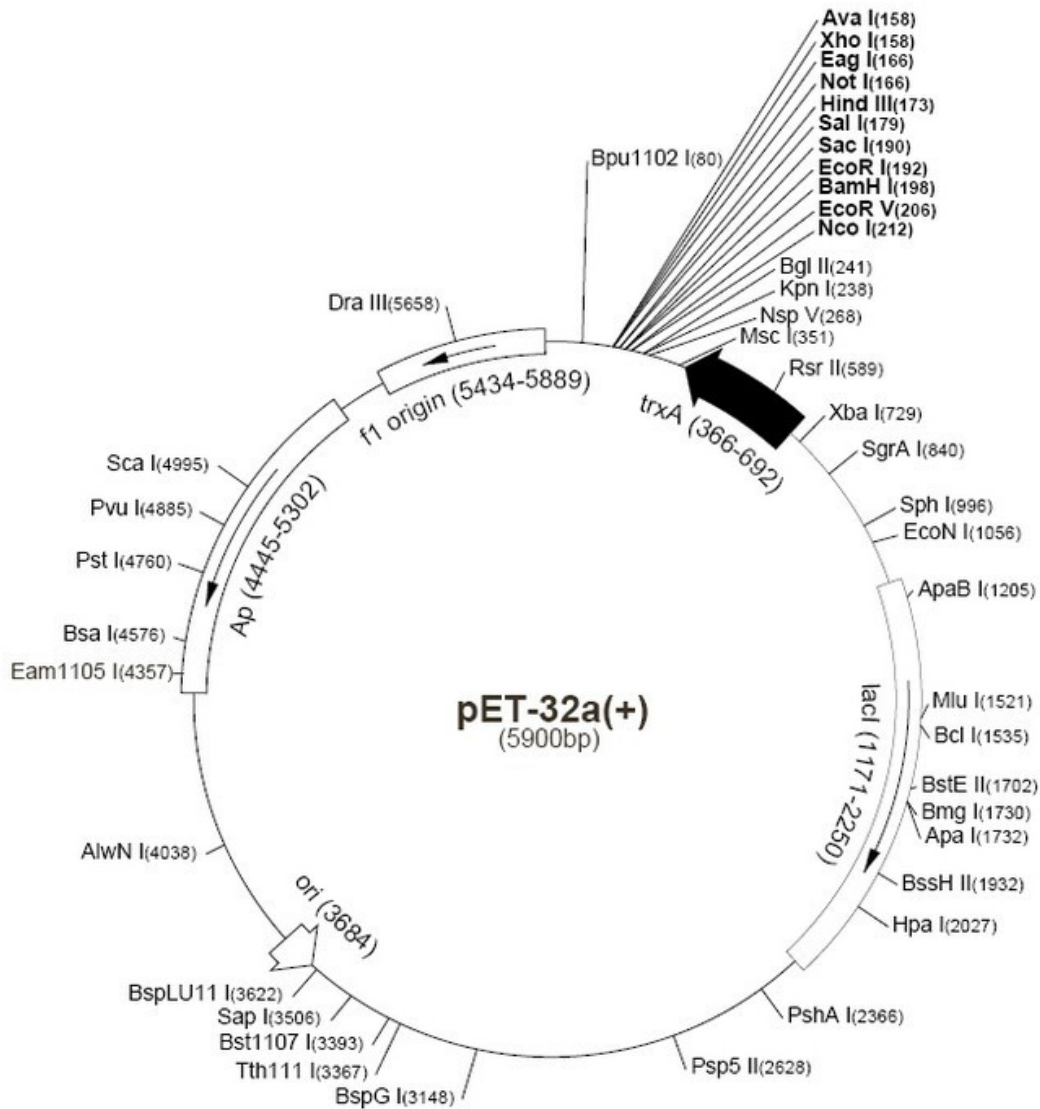 Ava I(158)
Xho I(158)
Eag I(166)
Not I(166)
Hind III(173)
Sal I(179)
Sac I(190)
EcoR I(192)
BamH I(198)
EcoR V(206)
Nco I(212)
Bpu1102 I(80)
Bgl II(241)
Kpn I(238)
Nsp V(268)
Msc I(351)
Dra III(5658)
Rsr II(589)
Xba I(729)
SgrA I(840)
Sph I(996)
EcoN I(1056)
ApaB I(1205)
Mlu I(1521)
Bcl I(1535)
BstE II(1702)
Bmg I(1730)
Apa I(1732)
BssH II(1932)
Hpa I(2027)
PshA I(2366)
Psp5 II(2628)
BspG I(3148)
Tth111 I(3367)
Bst1107 I(3393)
Sap I(3506)
BspLU11 I(3622)
AlwN I(4038)
Eam1105 I(4357)
Bsa I(4576)
Pst I(4760)
Pvu I(4885)
Sca I(4995)
f1 origin (5434-5889)
trxA (366-692)
Ap (4445-5302)
lacI (1171-2250)
ori (3684)
pET-32a(+)
(5900bp)